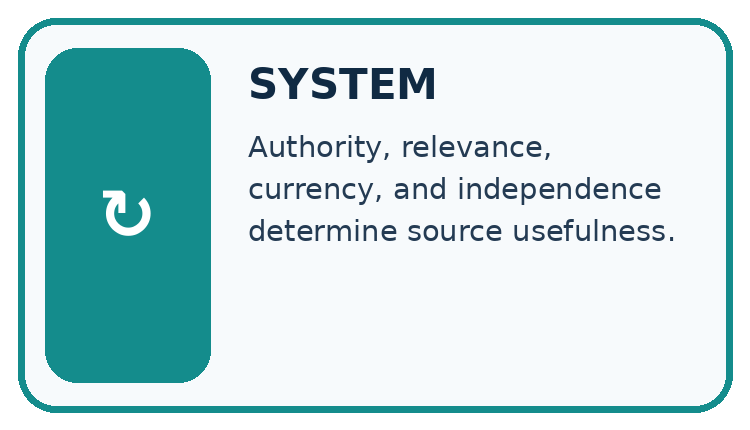 SYSTEM
Authority, relevance,
currency, and independence
determine source usefulness.